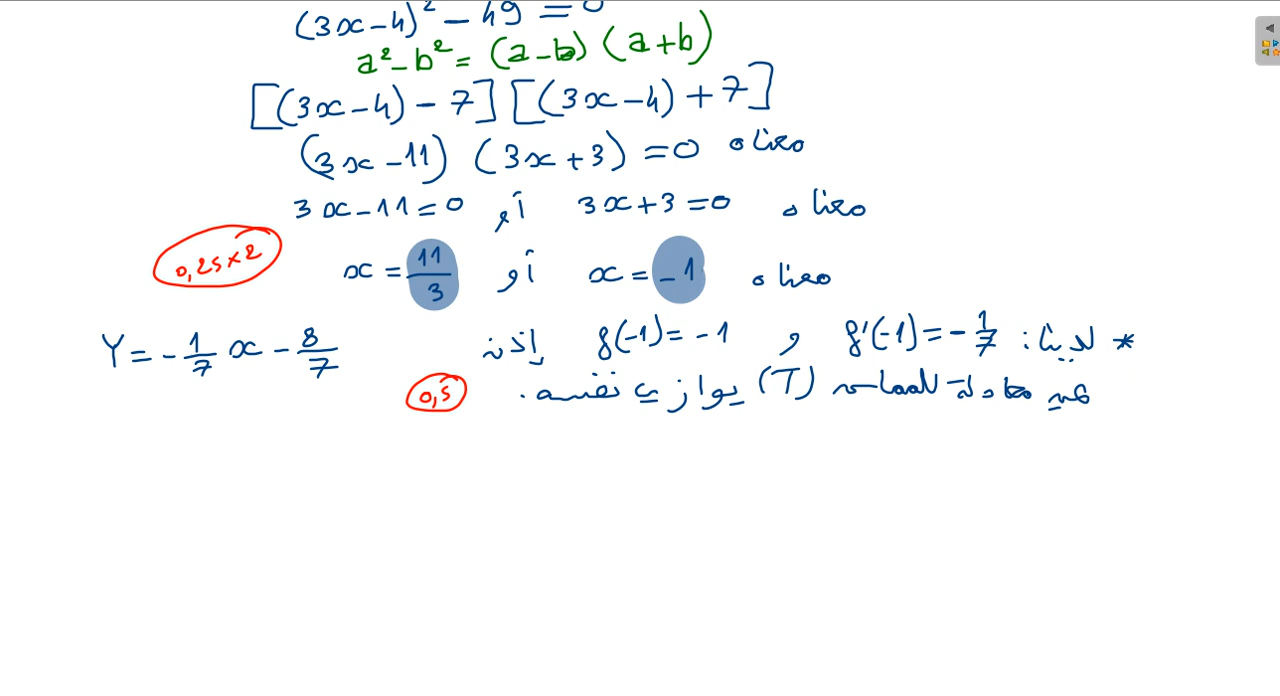 (3x-4)² - 49 = 0
a² - b² = (a-b) (a+b)
[(3x-4) - 7] [(3x-4) + 7]
(3x-11) (3x+3) = 0 معناه
3x-11=0 أو 3x+3=0 معناه
0,25×2
x = 11/3 أو x = -1 معناه
* لدينا: f'(-1) = -1/7 و f(-1) = -1 إذن Y = -1/7 x - 8/7
هي معادلة للمماس (T) يوازي نفسه.
0,5